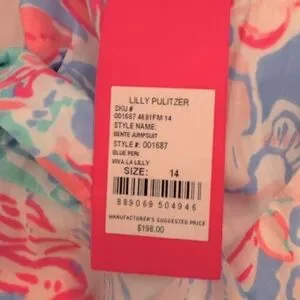 LILLY PULITZER
SKU #
001687 4681FM 14
STYLE NAME:
BENTE JUMPSUIT
STYLE #: 001687
BLUE PERI
VIVA LA LILLY
SIZE: 14
889069 504946
MANUFACTURER'S SUGGESTED PRICE
$198.00